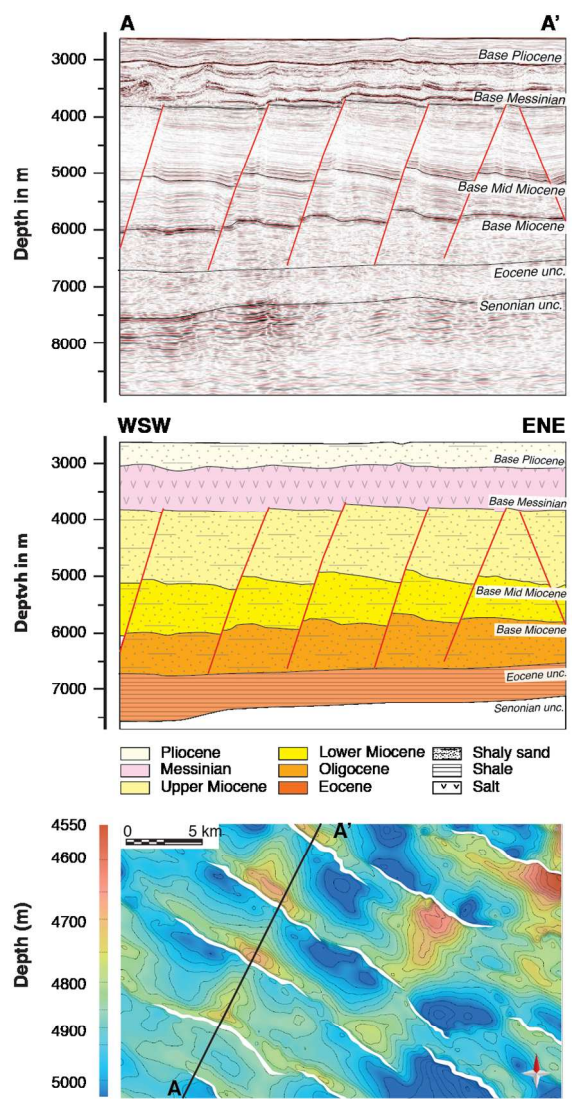 A A'
3000
4000
5000
6000
7000
8000
Depth in m
Base Pliocene
Base Messinian
Base Mid Miocene
Base Miocene
Eocene unc.
Senonian unc.
WSW ENE
3000
4000
5000
6000
7000
Deptvh in m
Base Pliocene
Base Messinian
Base Mid Miocene
Base Miocene
Eocene unc.
Senonian unc.
Pliocene Lower Miocene Shaly sand
Messinian Oligocene Shale
Upper Miocene Eocene Salt
4550
4600
4700
4800
4900
5000
Depth (m)
0 5 km
A'
A